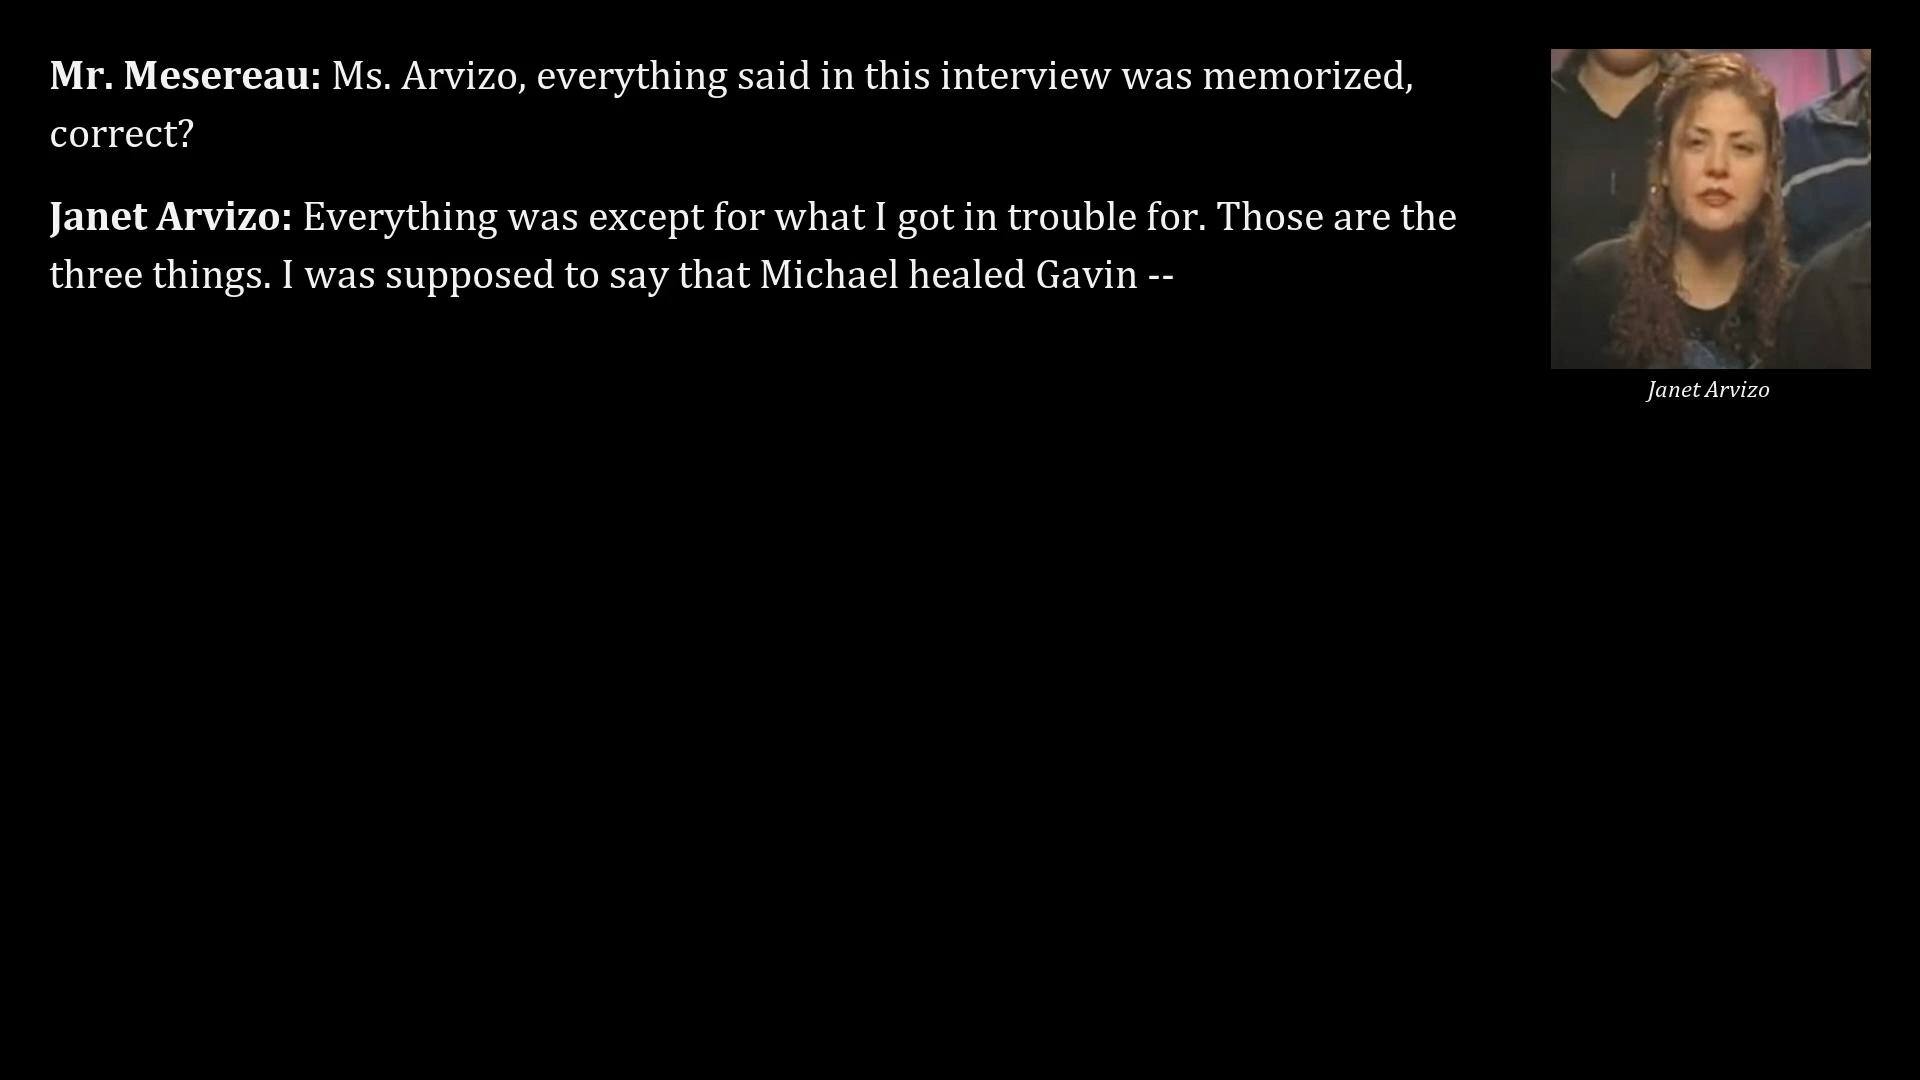 Mr. Mesereau: Ms. Arvizo, everything said in this interview was memorized,
correct?
Janet Arvizo: Everything was except for what I got in trouble for. Those are the
three things. I was supposed to say that Michael healed Gavin --
Janet Arvizo